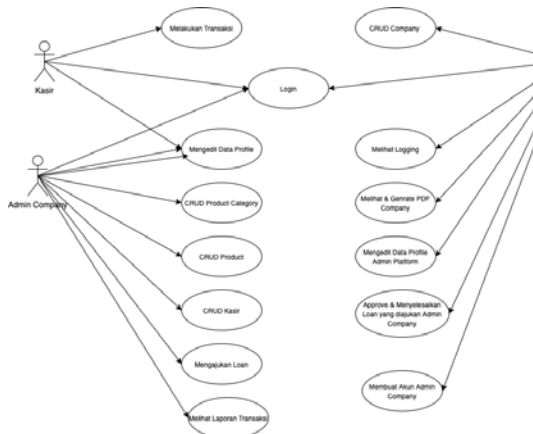 Melakukan Transaksi
CRUD Company
Kasir
Login
Mengedit Data Profile
Melihat Logging
Admin Company
CRUD Product Category
Melihat & Genrate PDF
Company
CRUD Product
Mengedit Data Profile
Admin Platform
CRUD Kasir
Approve & Menyelesaikan
Loan yang diajukan Admin
Company
Mengajukan Loan
Membuat Akun Admin
Company
Melihat Laporan Transaksi